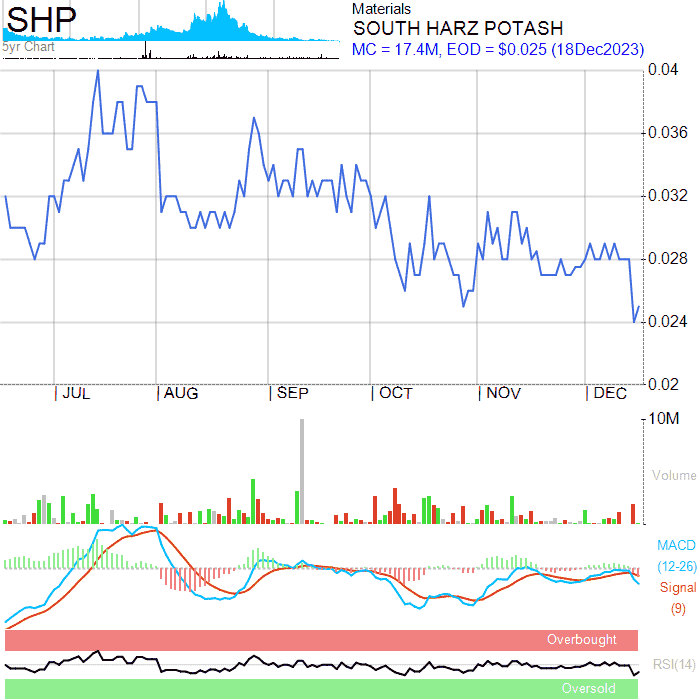 SHP
5yr Chart
Materials
SOUTH HARZ POTASH
MC = 17.4M, EOD = $0.025 (18Dec2023)
0.04
0.036
0.032
0.028
0.024
0.02
JUL AUG SEP OCT NOV DEC
10M
Volume
MACD
(12-26)
Signal
(9)
Overbought
RSI(14)
Oversold